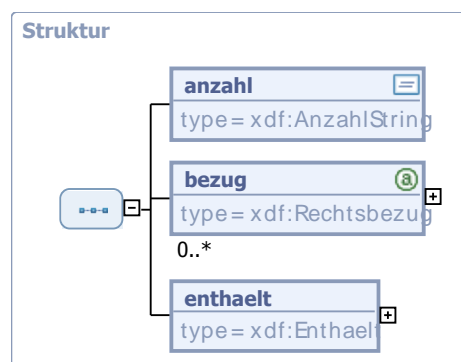 Struktur
anzahl
type= xdf:AnzahlString
bezug
a
type= xdf:Rechtsbezug
0..*
enthaelt
type= xdf:Enthaelt